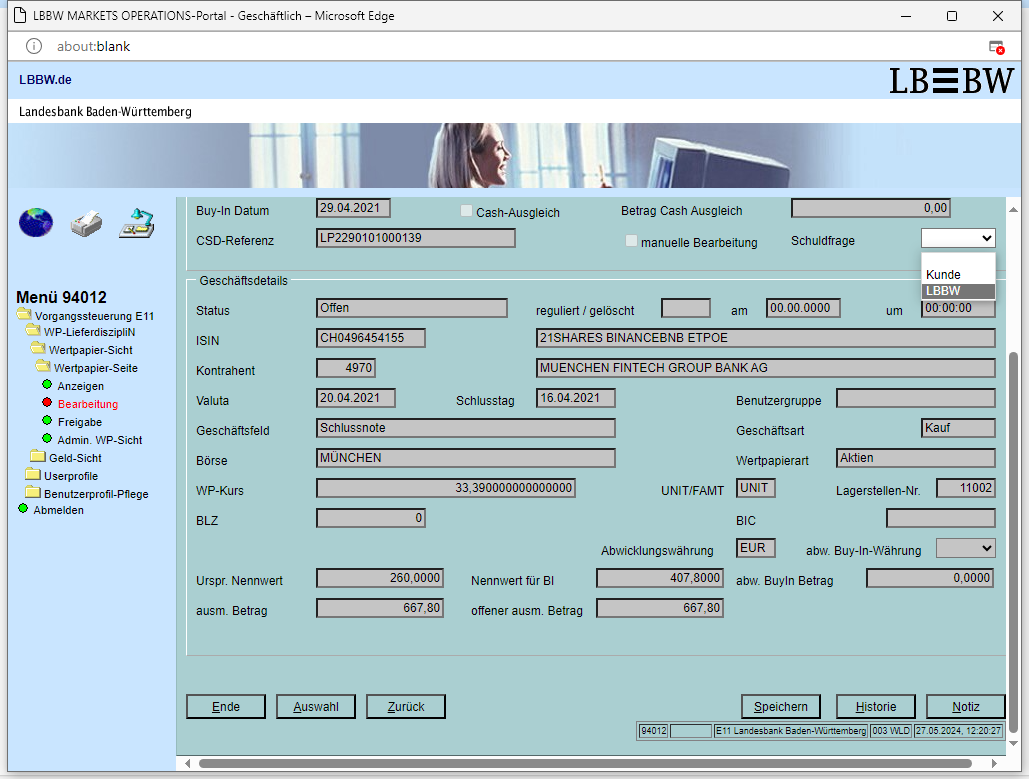 LBBW MARKETS OPERATIONS-Portal - Geschäftlich – Microsoft Edge
about:blank
LBBW.de
LBBW
Landesbank Baden-Württemberg
Menü 94012
Vorgangssteuerung E11
WP-LieferdisziplіN
Wertpapier-Sicht
Wertpapier-Seite
Anzeigen
Bearbeitung
Freigabe
Admin. WP-Sicht
Geld-Sicht
Userprofile
Benutzerprofil-Pflege
Abmelden
Buy-In Datum 29.04.2021 Cash-Ausgleich Betrag Cash Ausgleich 0,00
CSD-Referenz LP2290101000139 manuelle Bearbeitung Schuldfrage
Kunde
LBBW
Geschäftsdetails
Status Offen reguliert / gelöscht am 00.00.0000 um 00:00:00
ISIN CH0496454155 21SHARES BINANCEBNB ETPOE
Kontrahent 4970 MUENCHEN FINTECH GROUP BANK AG
Valuta 20.04.2021 Schlusstag 16.04.2021 Benutzergruppe
Geschäftsfeld Schlussnote Geschäftsart Kauf
Börse MÜNCHEN Wertpapierart Aktien
WP-Kurs 33,390000000000000 UNIT/FAMT UNIT Lagerstellen-Nr. 11002
BLZ 0 BIC
Abwicklungswährung EUR abw. Buy-In-Währung
Urspr. Nennwert 260,0000 Nennwert für BI 407,8000 abw. BuyIn Betrag 0,0000
ausm. Betrag 667,80 offener ausm. Betrag 667,80
Ende Auswahl Zurück Speichern Historie Notiz
94012 E11 Landesbank Baden-Württemberg 003 WLD 27.05.2024, 12:20:27